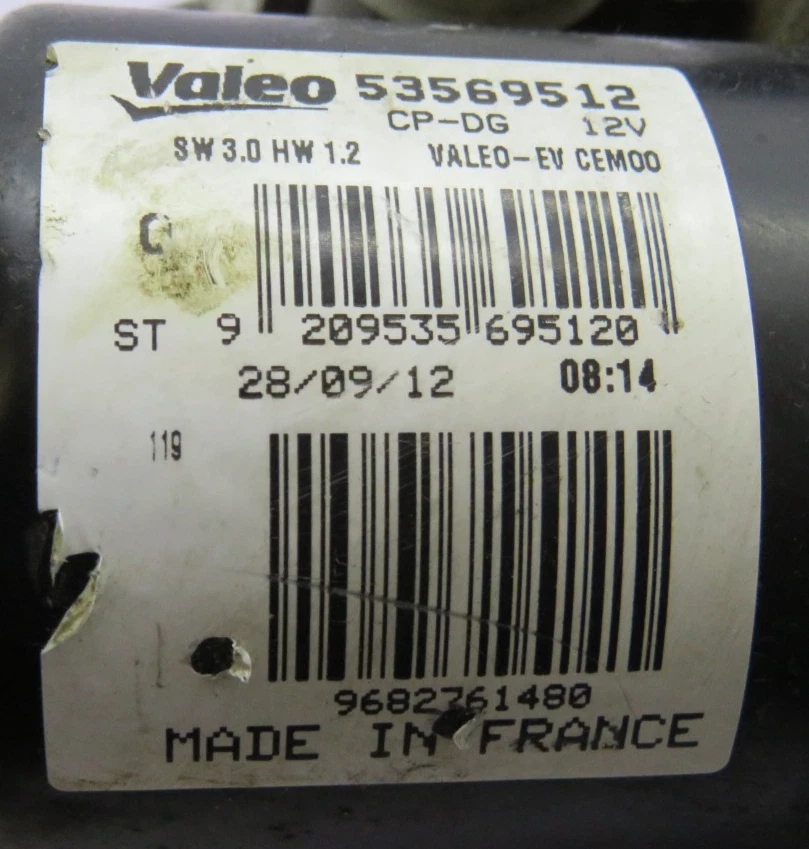 Valeo 53569512
CP-DG 12V
SW 3.0 HW 1.2 VALEO-EV CEM00
ST 9 209535 695120
28/09/12 08:14
119
9682761480
MADE IN FRANCE